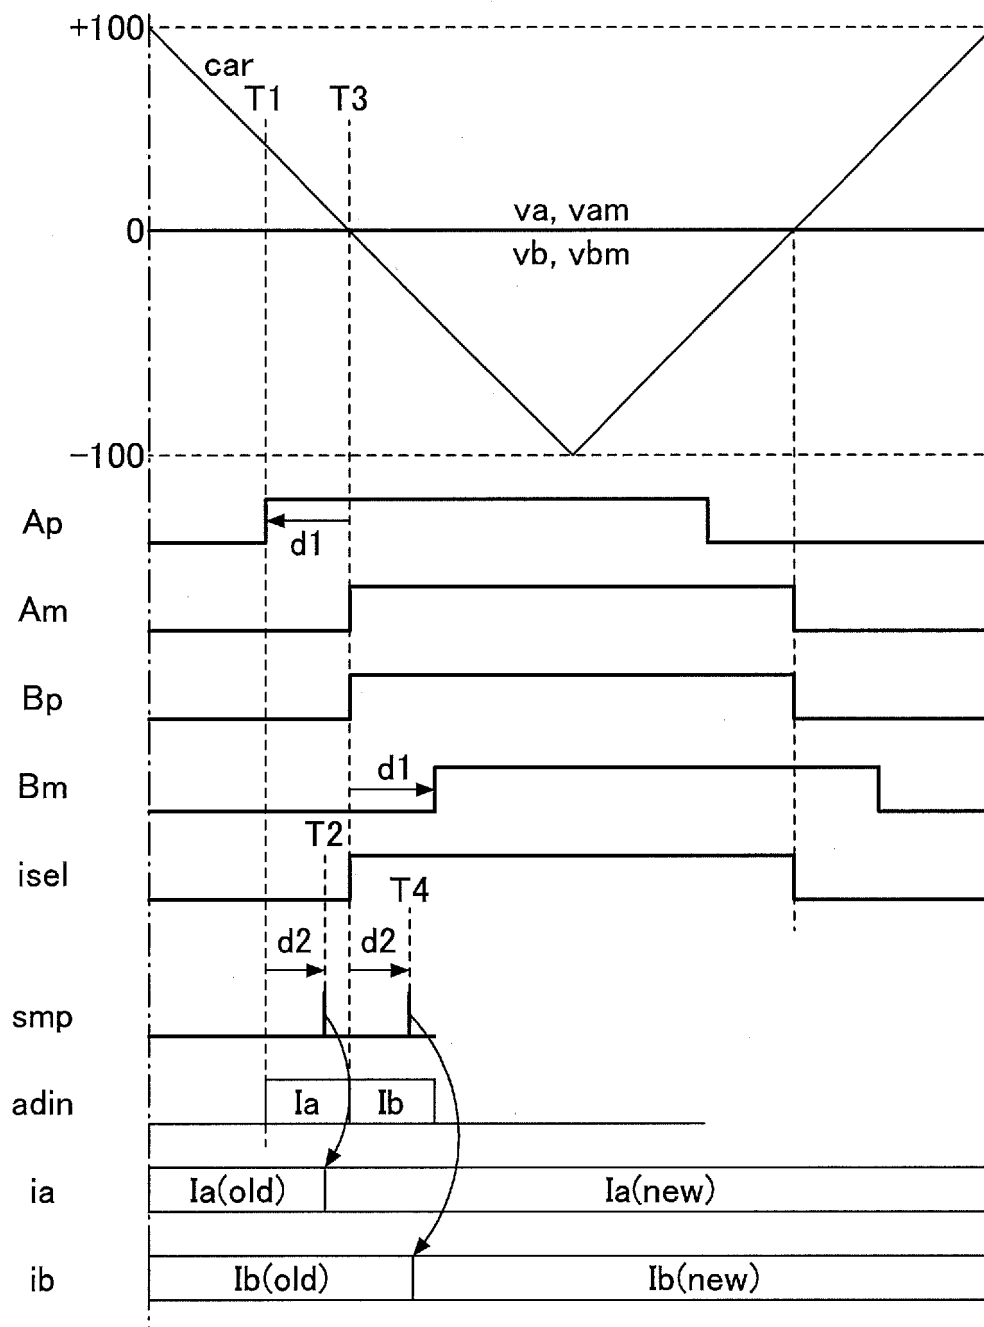 +100
car
T1 T3
va, vam
0
vb, vbm
-100
Ap
d1
Am
Bp
Bm
d1
T2
isel
T4
d2 d2
smp
adin
Ia Ib
ia
Ia(old) Ia(new)
ib
Ib(old) Ib(new)